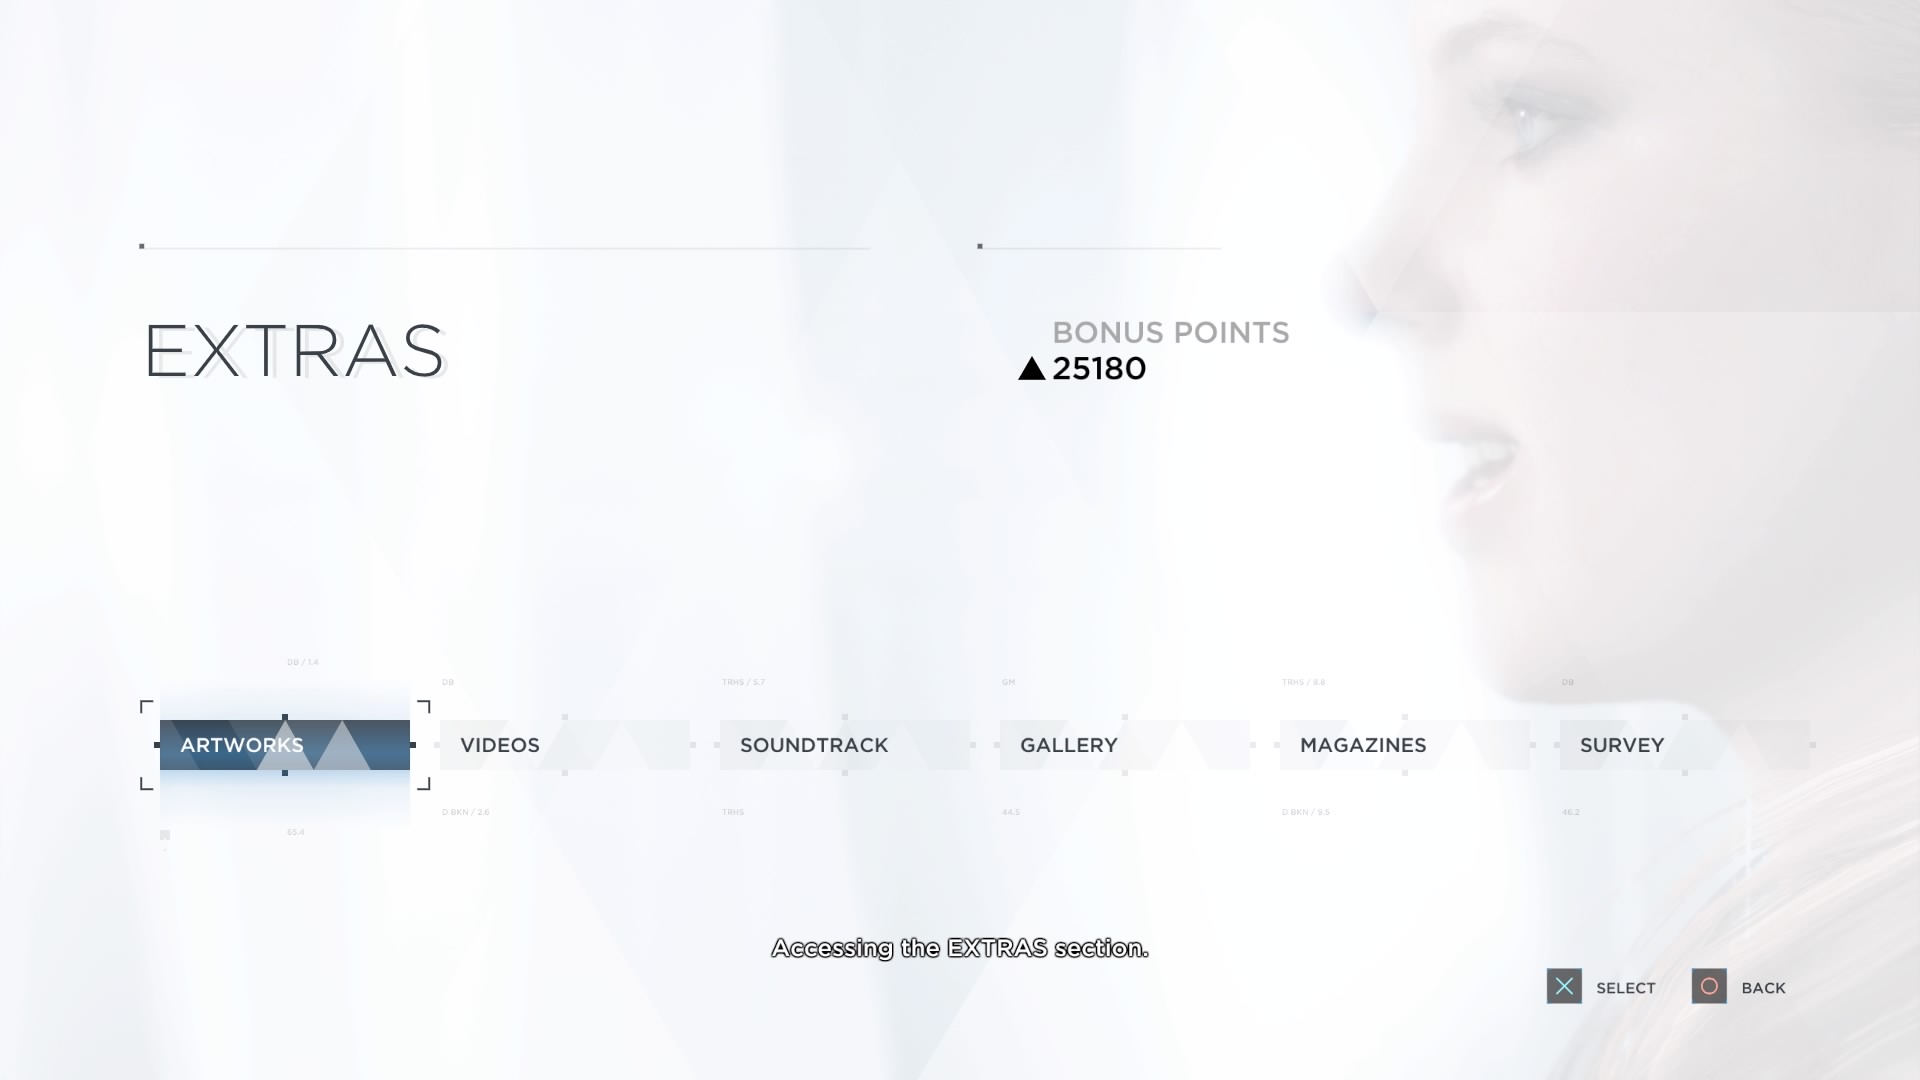 EXTRAS
BONUS POINTS
▲25180
DB / 1.4
DB
TRHS / 5.7
GM
TRHS / 8.8
DB
ARTWORKS
VIDEOS
SOUNDTRACK
GALLERY
MAGAZINES
SURVEY
65.4
D BKN / 2.6
TRHS
44.5
D BKN / 9.5
46.2
Accessing the EXTRAS section.
SELECT
BACK